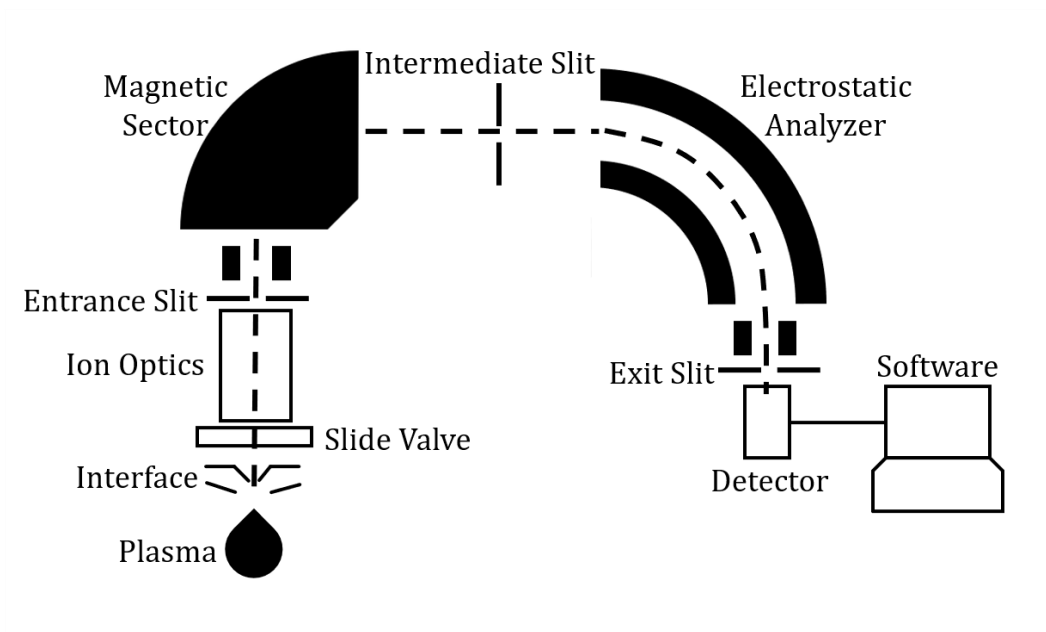 Intermediate Slit
Magnetic
Sector
Electrostatic
Analyzer
Entrance Slit
Ion Optics
Exit Slit
Software
Slide Valve
Interface
Detector
Plasma